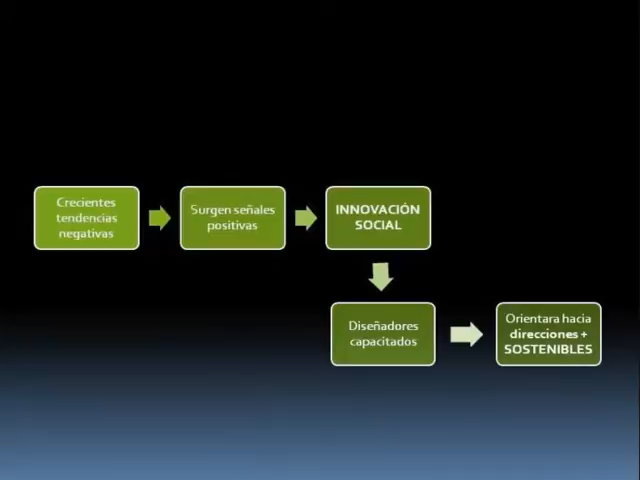 Crecientes
tendencias
negativas
Surgen señales
positivas
INNOVACIÓN
SOCIAL
Diseñadores
capacitados
Orientara hacia
direcciones +
SOSTENIBLES